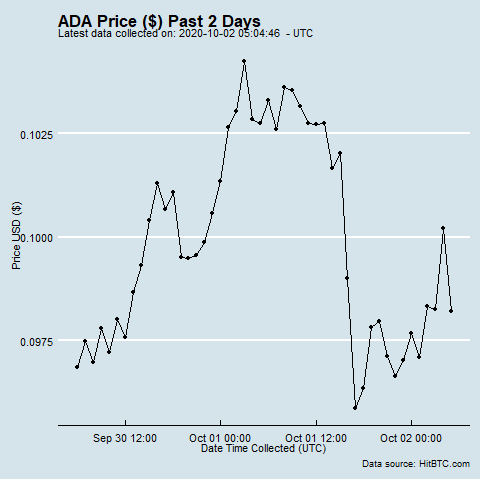 ADA Price ($) Past 2 Days
Latest data collected on: 2020-10-02 05:04:46  - UTC
0.1025
0.1000
0.0975
Price USD ($)
Sep 30 12:00
Oct 01 00:00
Oct 01 12:00
Oct 02 00:00
Date Time Collected (UTC)
Data source: HitBTC.com